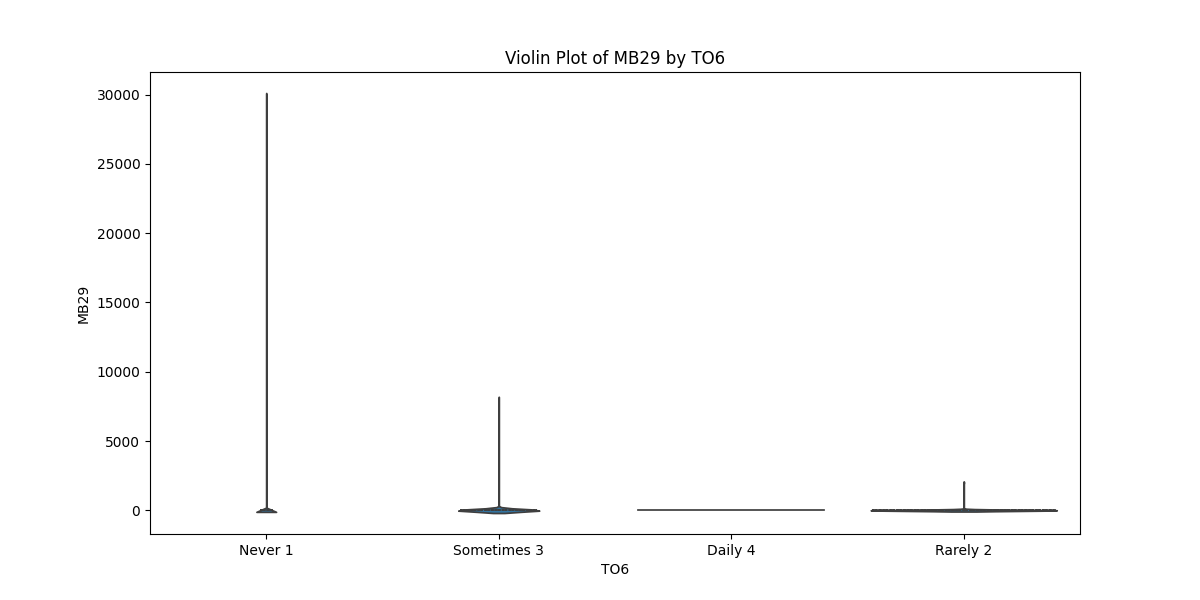 Violin Plot of MB29 by TO6
30000
25000
20000
15000
10000
5000
0
MB29
Never 1
Sometimes 3
Daily 4
Rarely 2
TO6